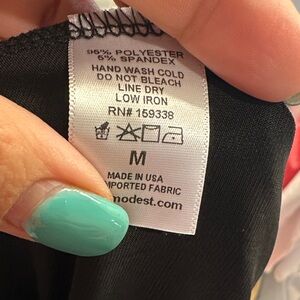 95% POLYESTER
5% SPANDEX
HAND WASH COLD
DO NOT BLEACH
LINE DRY
LOW IRON
RN# 159338
M
MADE IN USA
IMPORTED FABRIC
modest.com